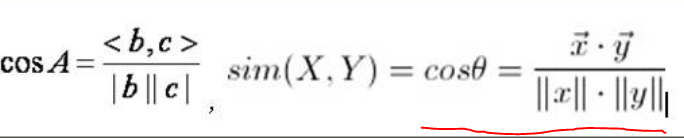 cos A = < b, c > / | b || c | , sim(X, Y) = cosθ = x⃗ · y⃗ / ||x|| · ||y||